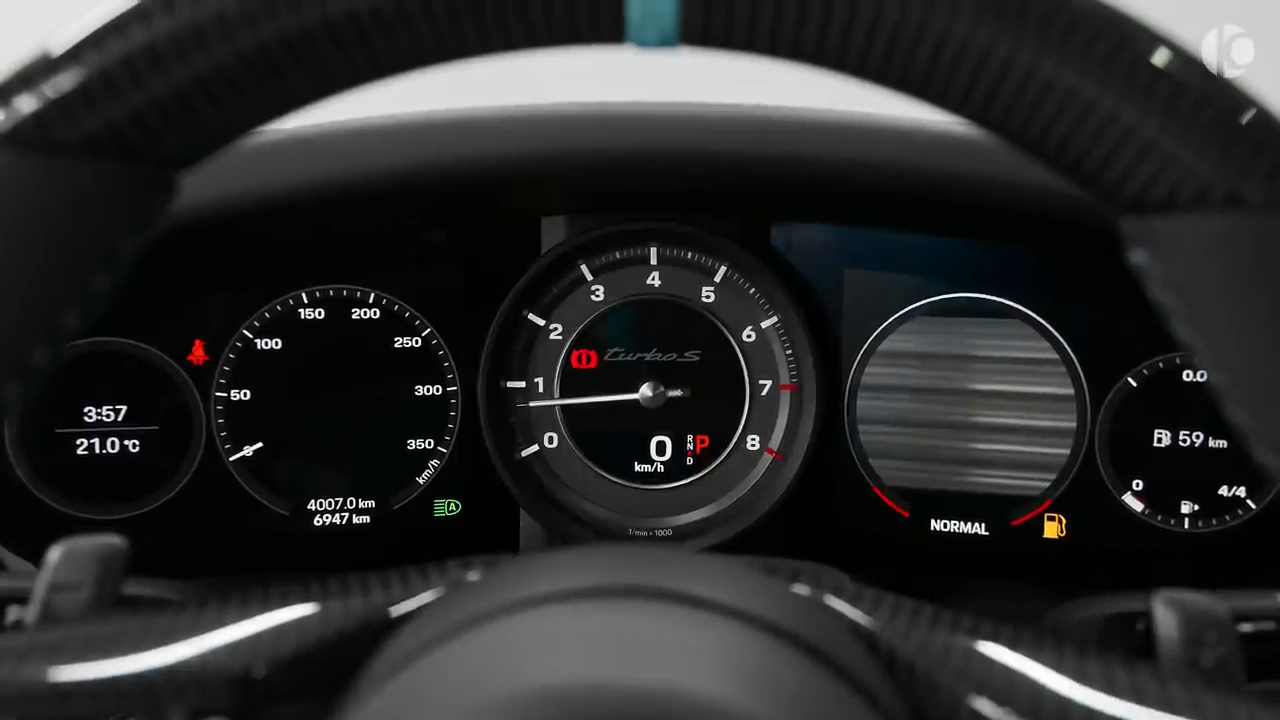 3:57
21.0 °C
0
50
100
150
200
250
300
350
km/h
4007.0 km
6947 km
A
0
1
2
3
4
5
6
7
8
turbo S
0
km/h
R
N
D
P
1/min × 1000
NORMAL
0.0
59 km
0
4/4